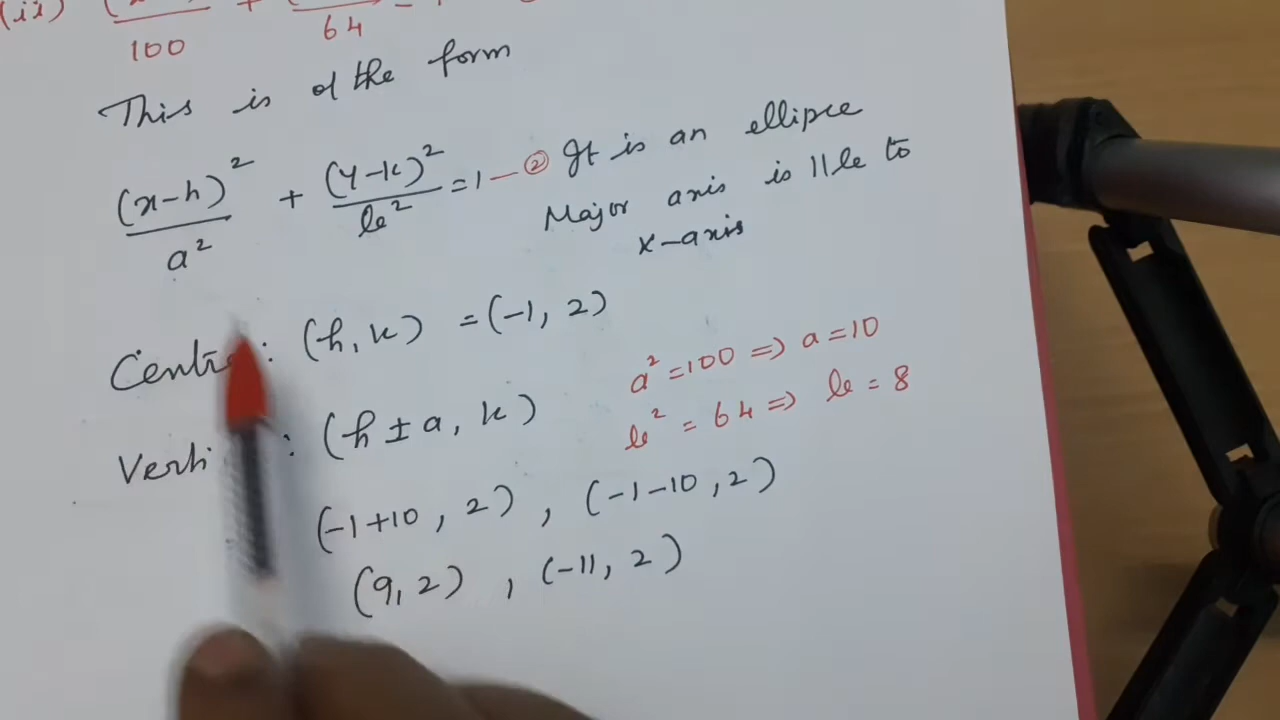 (ii)
100 + 64
This is of the form
(x-h)²/a² + (y-k)²/b² = 1 — ② It is an ellipse
Major axis is ||le to
x-axis
Centre: (h, k) = (-1, 2)
a² = 100 => a = 10
b² = 64 => b = 8
: (h ± a, k)
(-1+10, 2), (-1-10, 2)
(9, 2), (-11, 2)